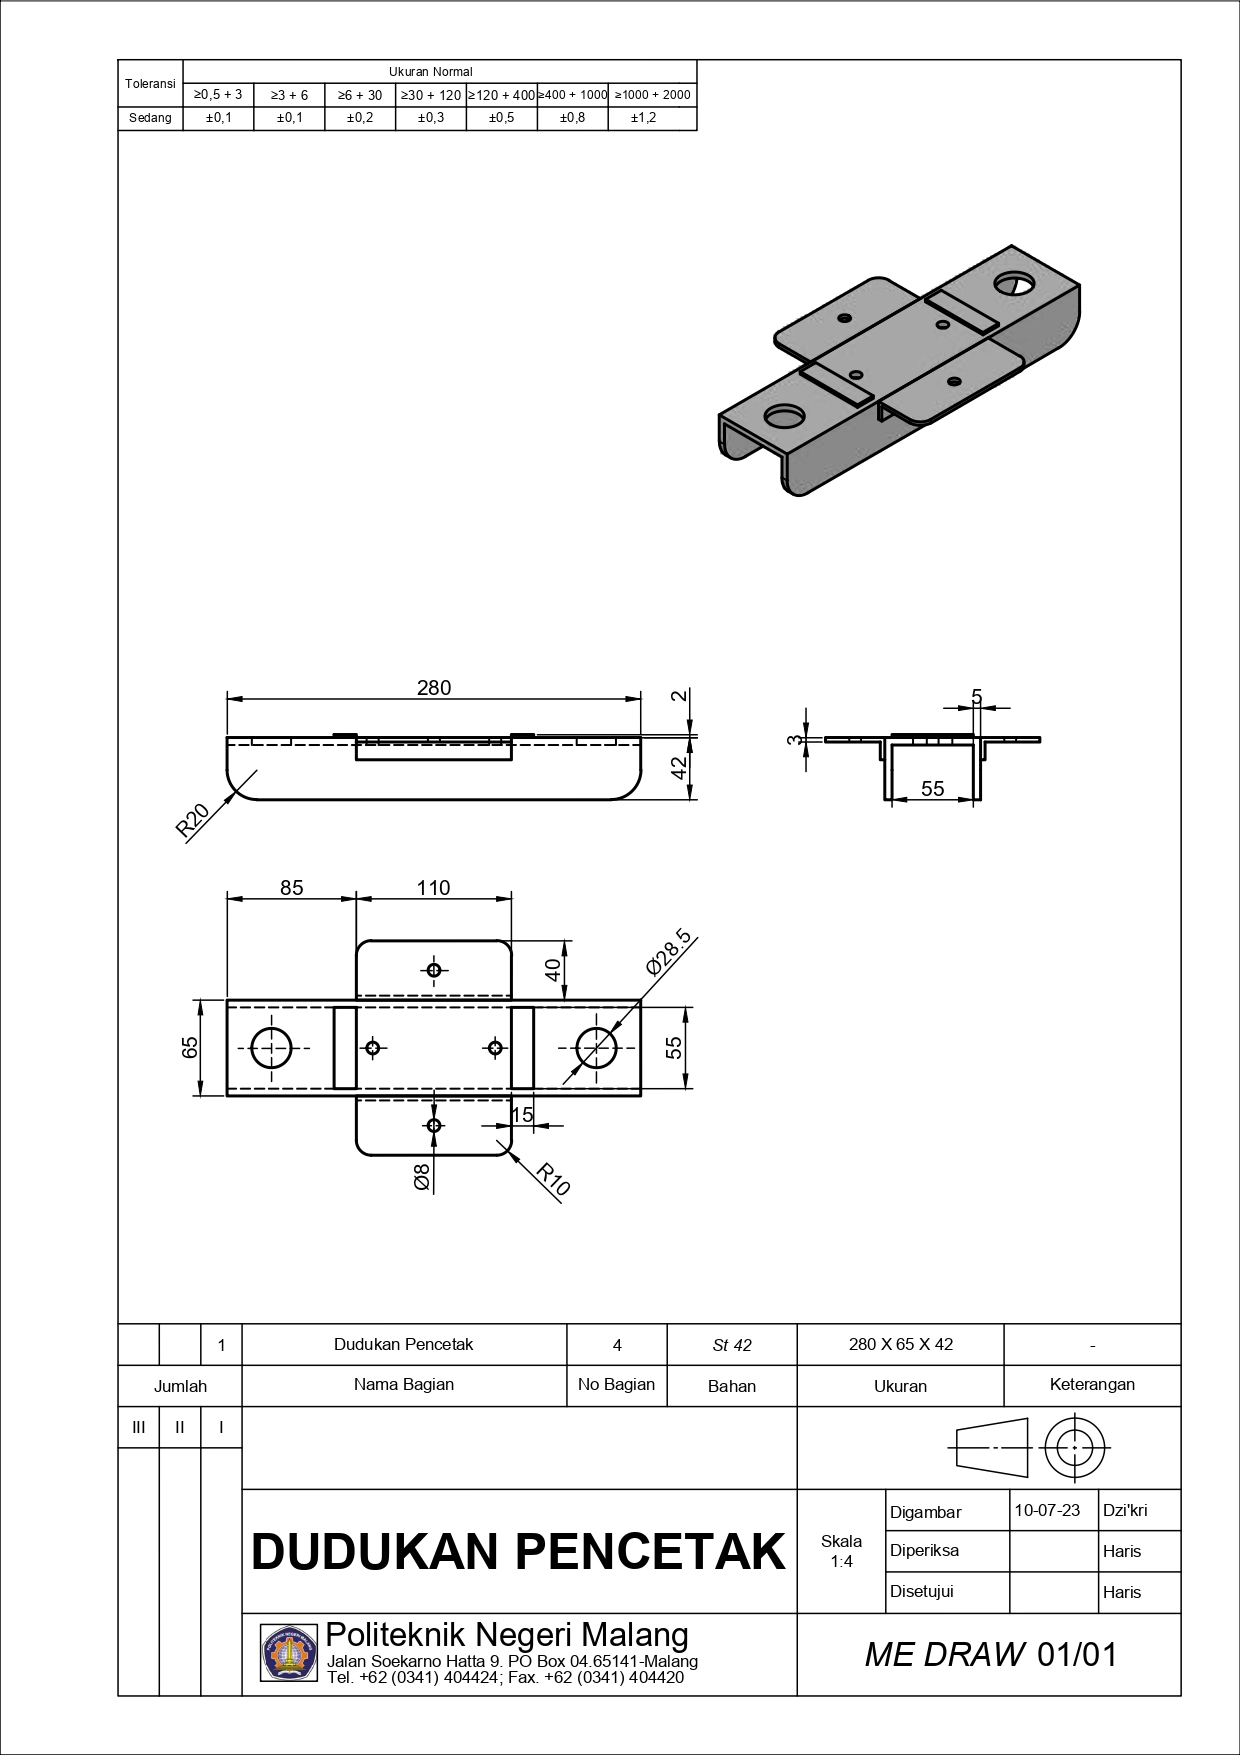 Toleransi
Ukuran Normal
≥0,5 + 3 ≥3 + 6 ≥6 + 30 ≥30 + 120 ≥120 + 400 ≥400 + 1000 ≥1000 + 2000
Sedang ±0,1 ±0,1 ±0,2 ±0,3 ±0,5 ±0,8 ±1,2
280
2
42
R20
5
3
55
85
110
40
Ø28.5
65
55
15
Ø8
R10
1 Dudukan Pencetak 4 St 42 280 X 65 X 42 -
Jumlah Nama Bagian No Bagian Bahan Ukuran Keterangan
III II I
DUDUKAN PENCETAK
Skala
1:4
Digambar 10-07-23 Dzi'kri
Diperiksa Haris
Disetujui Haris
POLITEKNIK NEGERI MALANG
Politeknik Negeri Malang
Jalan Soekarno Hatta 9. PO Box 04.65141-Malang
Tel. +62 (0341) 404424; Fax. +62 (0341) 404420
ME DRAW 01/01